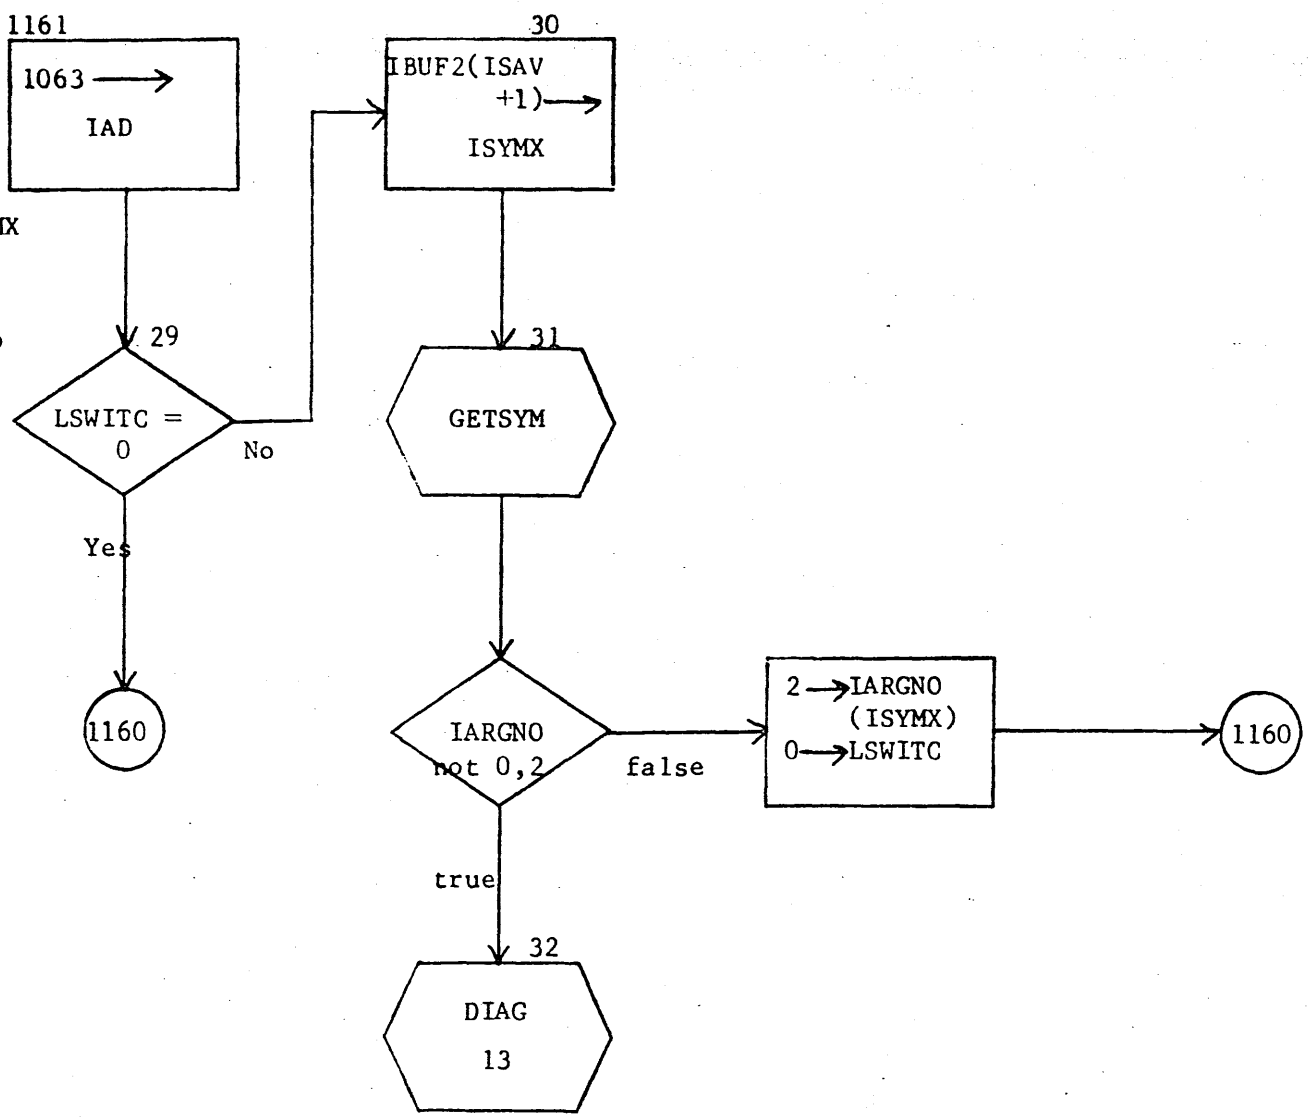 1161
1063
IAD
29
LSWITC =
0
No
Yes
1160
30
IBUF2(ISAV
+1)
ISYMX
31
GETSYM
IARGNO
not 0,2
false
true
2 IARGNO
(ISYMX)
0 LSWITC
1160
32
DIAG
13